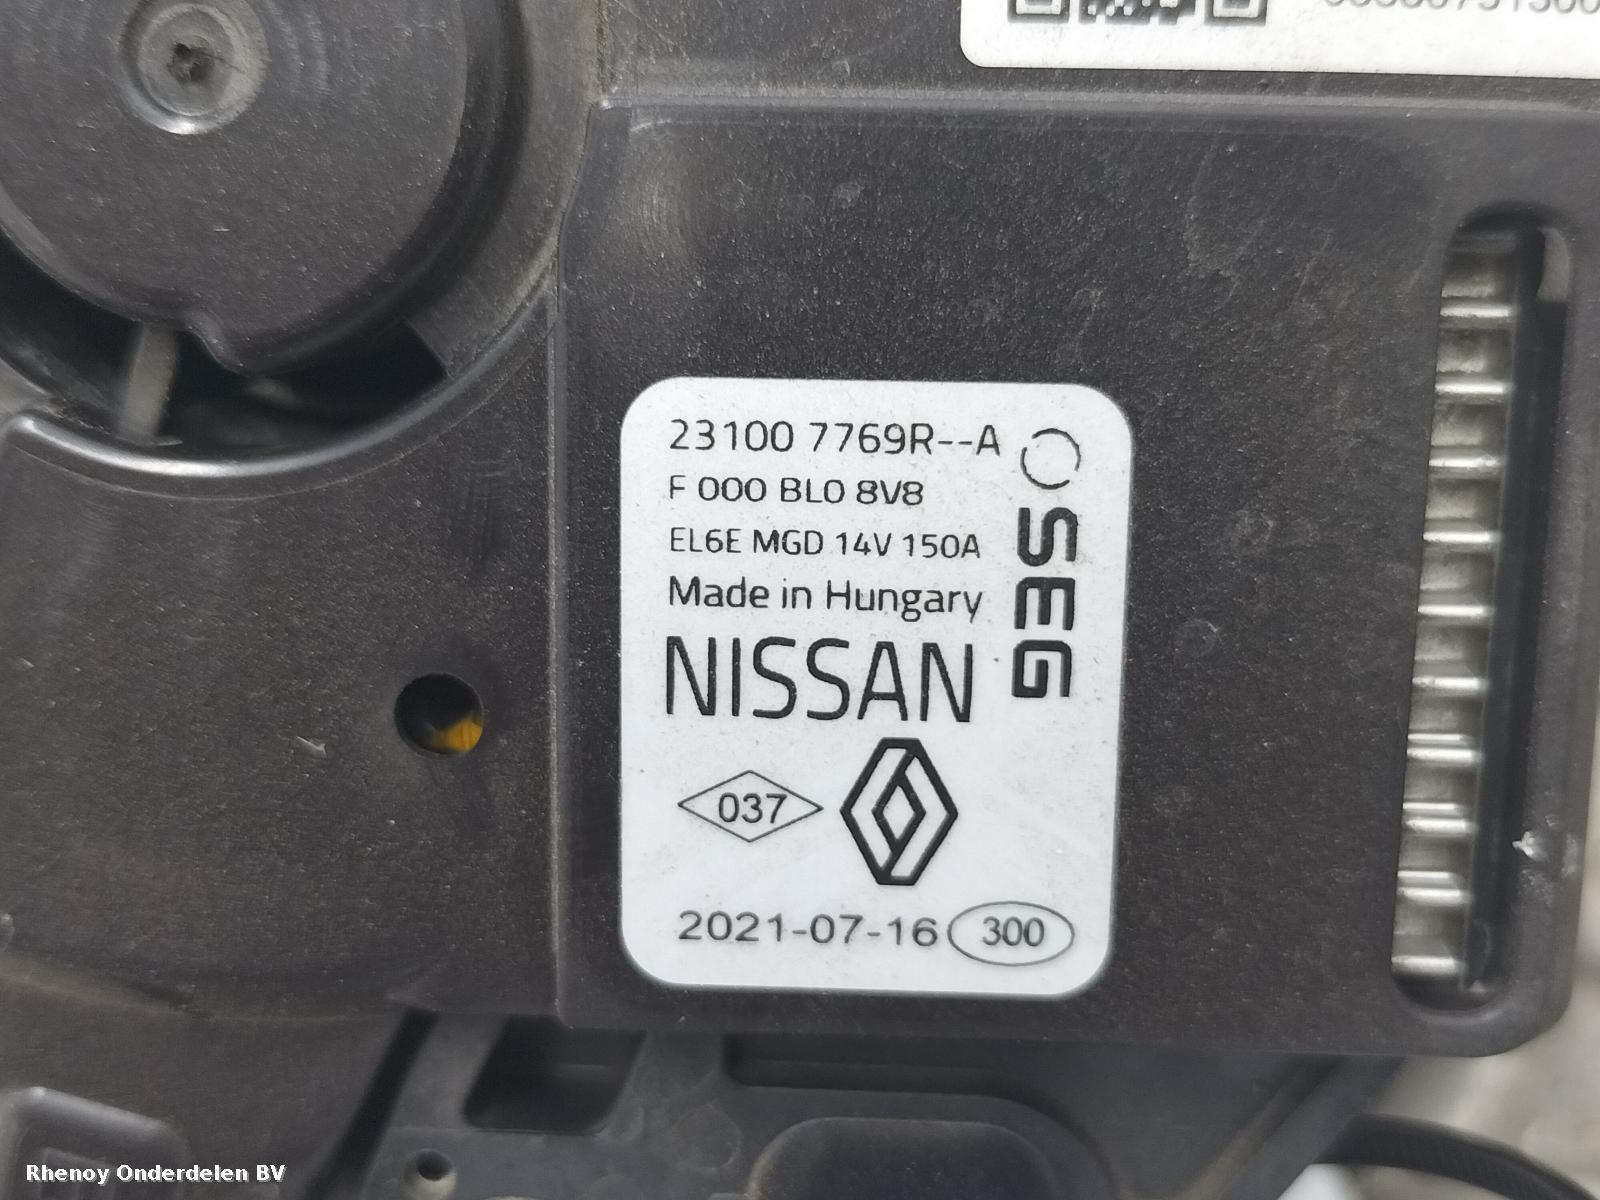 23100 7769R--A
F 000 BL0 8V8
EL6E MGD 14V 150A
Made in Hungary
SEG
NISSAN
037
2021-07-16 300
Rhenoy Onderdelen BV